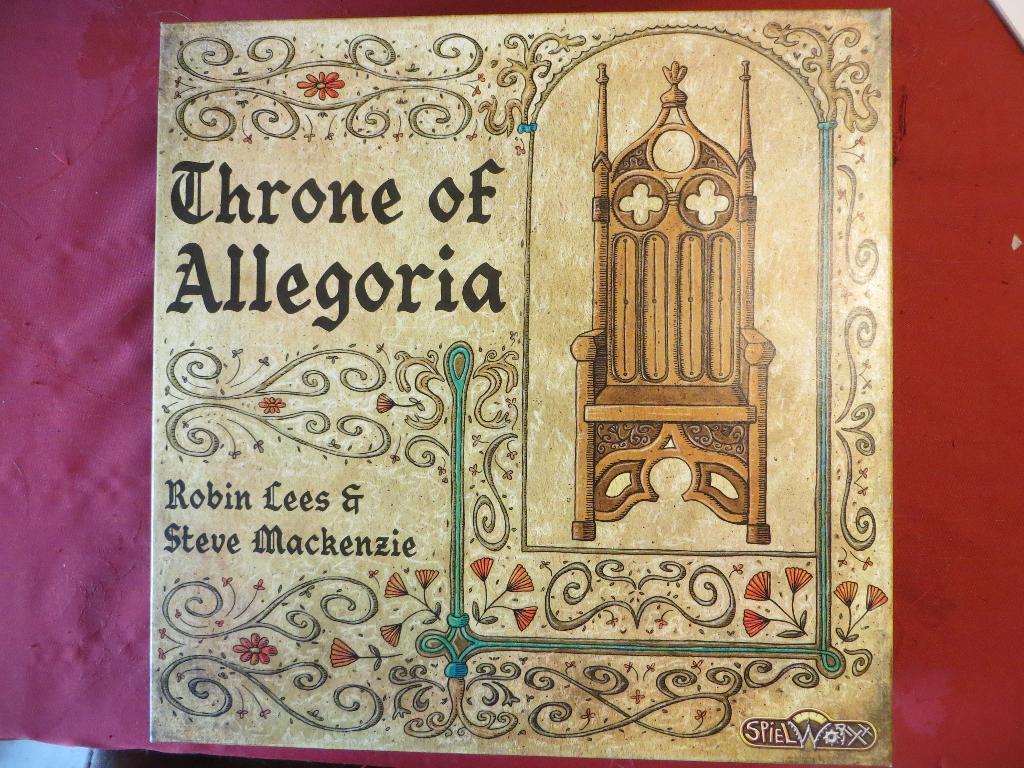 Throne of
Allegoria
Robin Lees &
Steve Mackenzie
SPiELWORXX